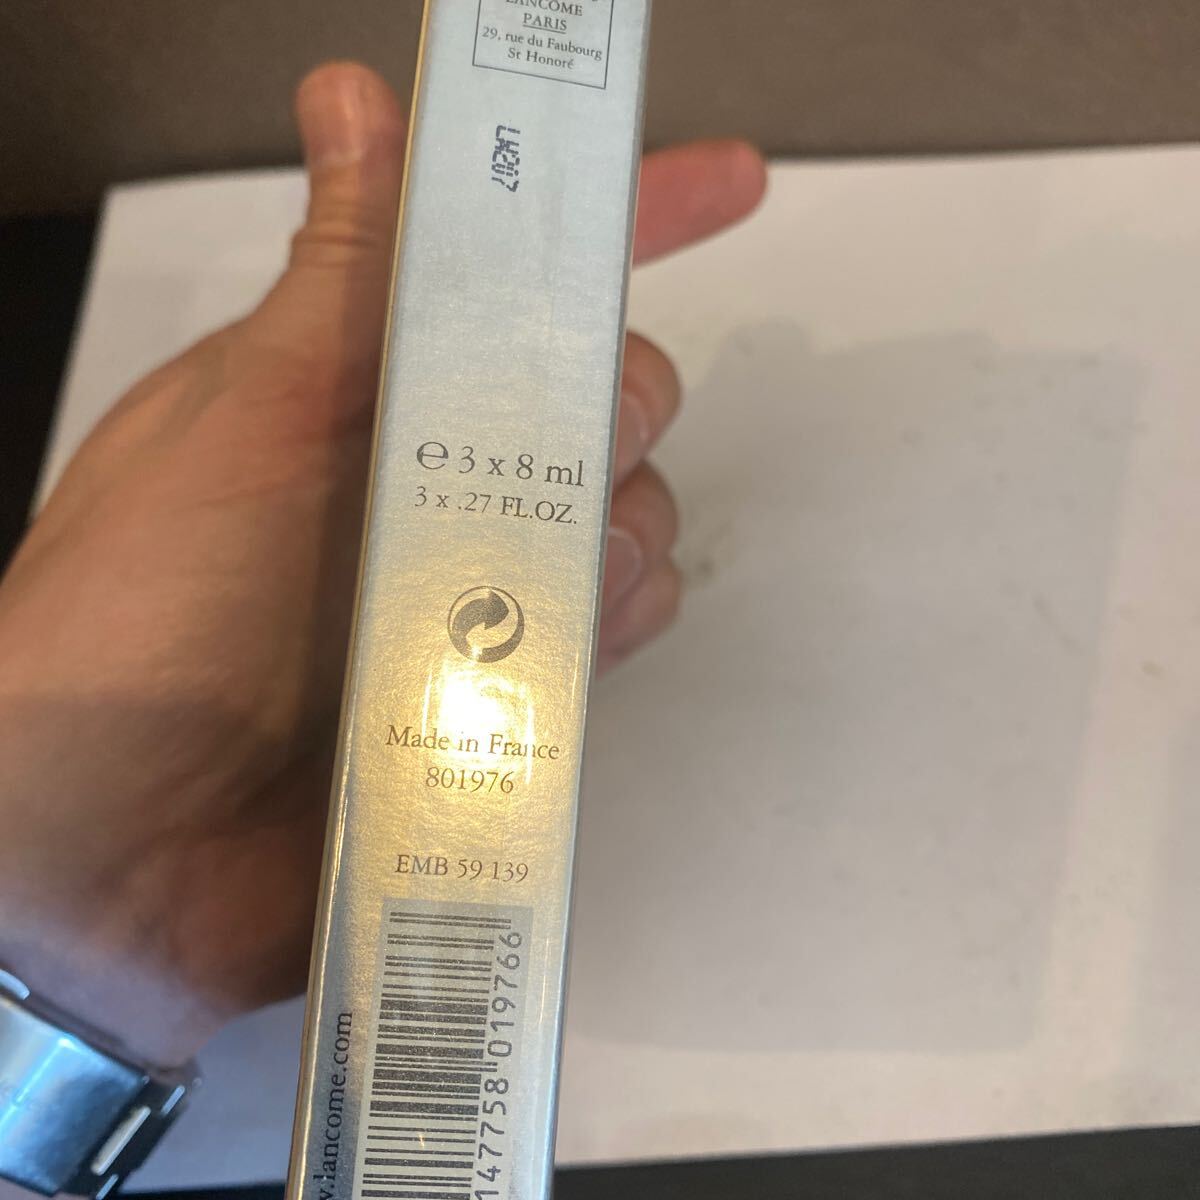 LANCOME
PARIS
29, rue du Faubourg
St Honoré
LW207
℮ 3 x 8 ml
3 x .27 FL.OZ.
Made in France
801976
EMB 59 139
147758 019766
w.lancome.com